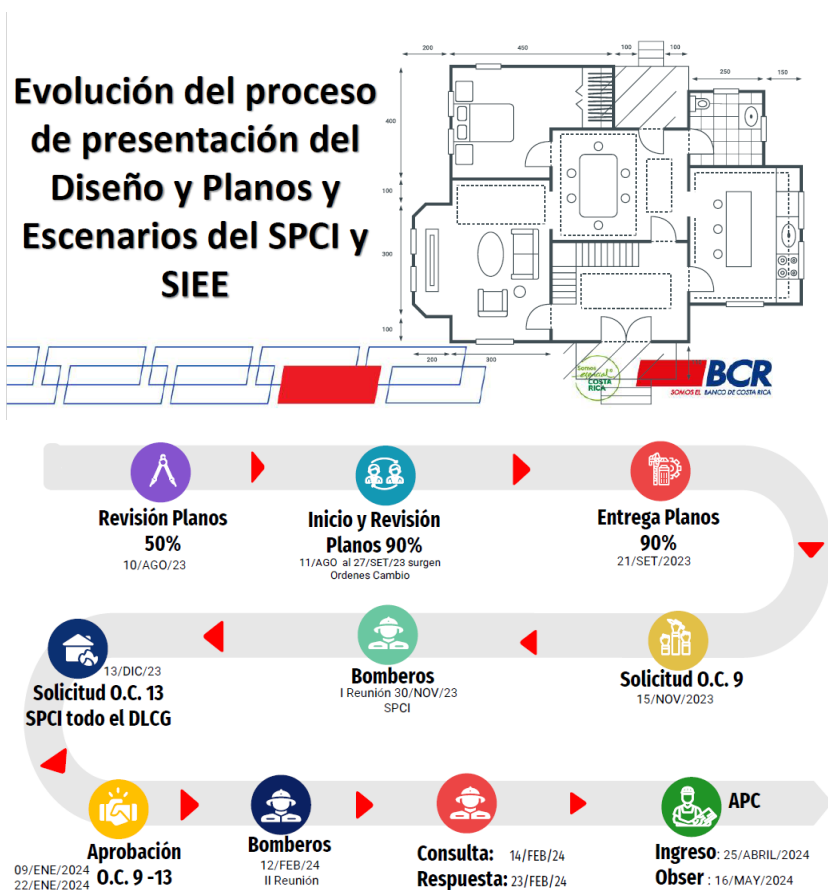 200
450
100
100
250
150
Evolución del proceso
de presentación del
Diseño y Planos y
Escenarios del SPCI y
SIEE
400
100
300
100
200
300
Somos
esencial
COSTA
RICA
BCR
SOMOS EL BANCO DE COSTA RICA
Revisión Planos
50%
10/AGO/23
Inicio y Revisión
Planos 90%
11/AGO al 27/SET/23 surgen
Ordenes Cambio
Entrega Planos
90%
21/SET/2023
13/DIC/23
Solicitud O.C. 13
SPCI todo el DLCG
Bomberos
I Reunión 30/NOV/23
SPCI
Solicitud O.C. 9
15/NOV/2023
09/ENE/2024
22/ENE/2024
Aprobación
O.C. 9 -13
Bomberos
12/FEB/24
II Reunión
Consulta: 14/FEB/24
Respuesta: 23/FEB/24
APC
Ingreso: 25/ABRIL/2024
Obser : 16/MAY/2024